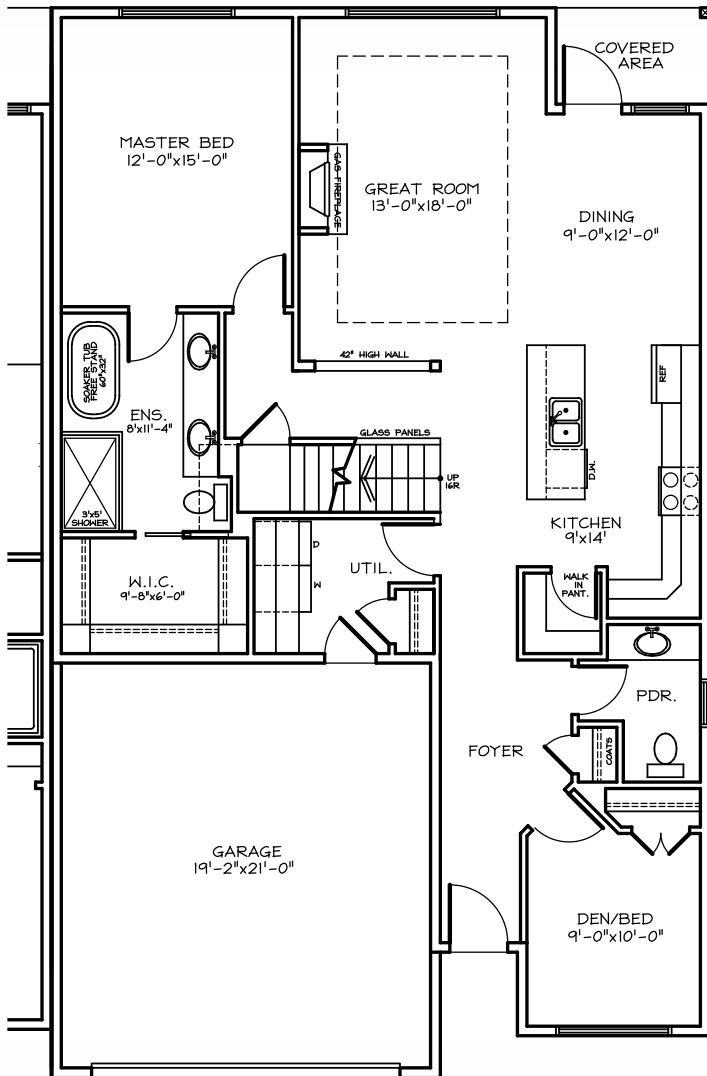 COVERED
AREA
MASTER BED
12'-0"x15'-0"
GAS FIREPLACE
GREAT ROOM
13'-0"x18'-0"
DINING
9'-0"x12'-0"
42" HIGH WALL
SOAKER TUB
FREE STAND
60"x32"
REF
ENS.
8'x11'-4"
GLASS PANELS
D.W.
UP
16R
3'x5'
SHOWER
KITCHEN
9'x14'
D
W
UTIL.
W.I.C.
9'-8"x6'-0"
WALK
IN
PANT.
PDR.
FOYER
COATS
GARAGE
19'-2"x21'-0"
DEN/BED
9'-0"x10'-0"